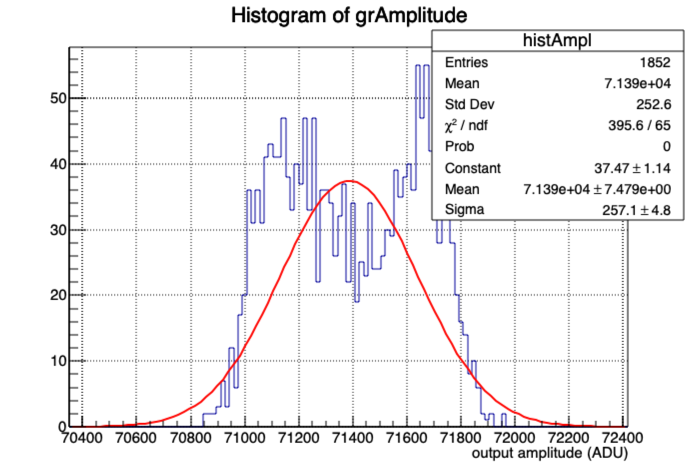 Histogram of grAmplitude
histAmpl
Entries 1852
Mean 7.139e+04
Std Dev 252.6
χ² / ndf 395.6 / 65
Prob 0
Constant 37.47 ± 1.14
Mean 7.139e+04 ± 7.479e+00
Sigma 257.1 ± 4.8
50
40
30
20
10
0
70400 70600 70800 71000 71200 71400 71600 71800 72000 72200 72400
output amplitude (ADU)